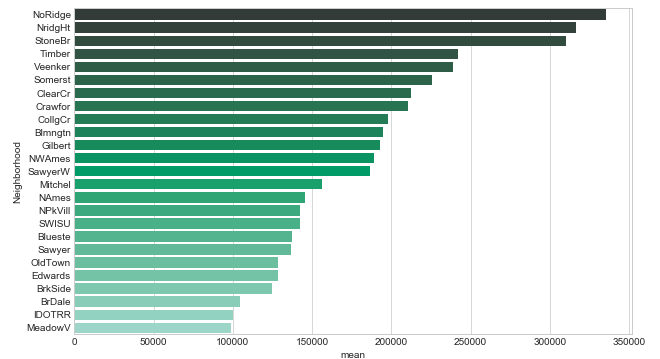 NoRidge
NridgHt
StoneBr
Timber
Veenker
Somerst
ClearCr
Crawfor
CollgCr
Blmngtn
Gilbert
NWAmes
SawyerW
Mitchel
NAmes
NPkVill
SWISU
Blueste
Sawyer
OldTown
Edwards
BrkSide
BrDale
IDOTRR
MeadowV
Neighborhood
0 50000 100000 150000 200000 250000 300000 350000
mean